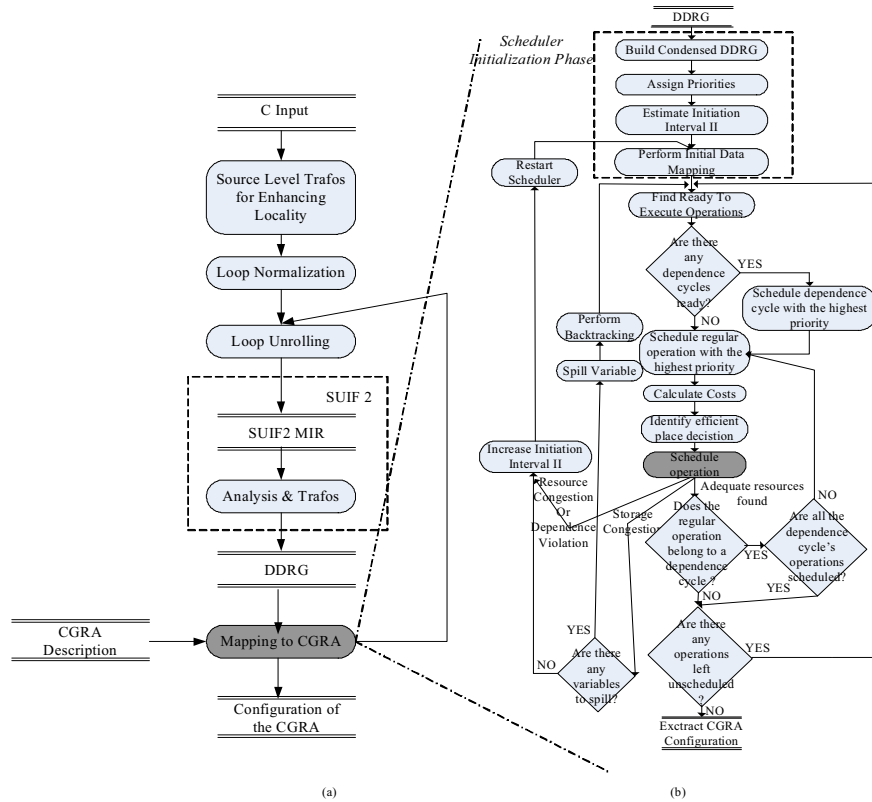 C Input
Source Level Trafos
for Enhancing
Locality
Loop Normalization
Loop Unrolling
SUIF 2
SUIF2 MIR
Analysis & Trafos
DDRG
CGRA
Description
Mapping to CGRA
Configuration of
the CGRA
(a)
Scheduler
Initialization Phase
DDRG
Build Condensed DDRG
Assign Priorities
Estimate Initiation
Interval II
Perform Initial Data
Mapping
Restart
Scheduler
Find Ready To
Execute Operations
Are there
any
dependence
cycles
ready?
YES
NO
Schedule dependence
cycle with the highest
priority
Perform
Backtracking
Schedule regular
operation with the
highest priority
Spill Variable
Calculate Costs
Identify efficient
place decistion
Increase Initiation
Interval II
Schedule
operation
Resource
Congestion
Or
Dependence
Violation
Storage
Congestion
Adequate resources
found
NO
Does the
regular
operation
belong to a
dependence
cycle ?
YES
Are all the
dependence
cycle's
operations
scheduled?
NO
YES
YES
NO
Are there
any
variables
to spill?
Are there
any
operations
left
unscheduled
?
YES
NO
Exctract CGRA
Configuration
(b)